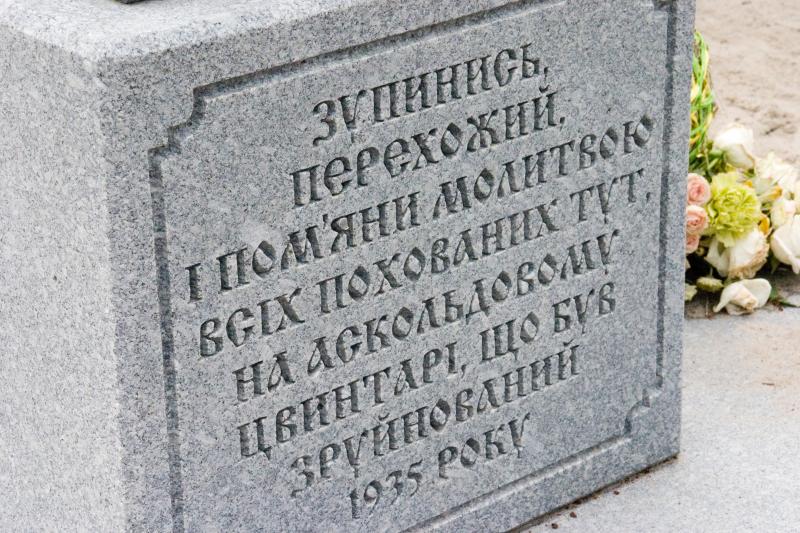 ЗУПИНИСЬ,
ПЕРЕХОЖИЙ,
І ПОМ'ЯНИ МОЛИТВОЮ
ВСІХ ПОХОВАНИХ ТУТ,
НА АСКОЛЬДОВОМУ
ЦВИНТАРІ, ЩО БУВ
ЗРУЙНОВАНИЙ
1935 РОКУ